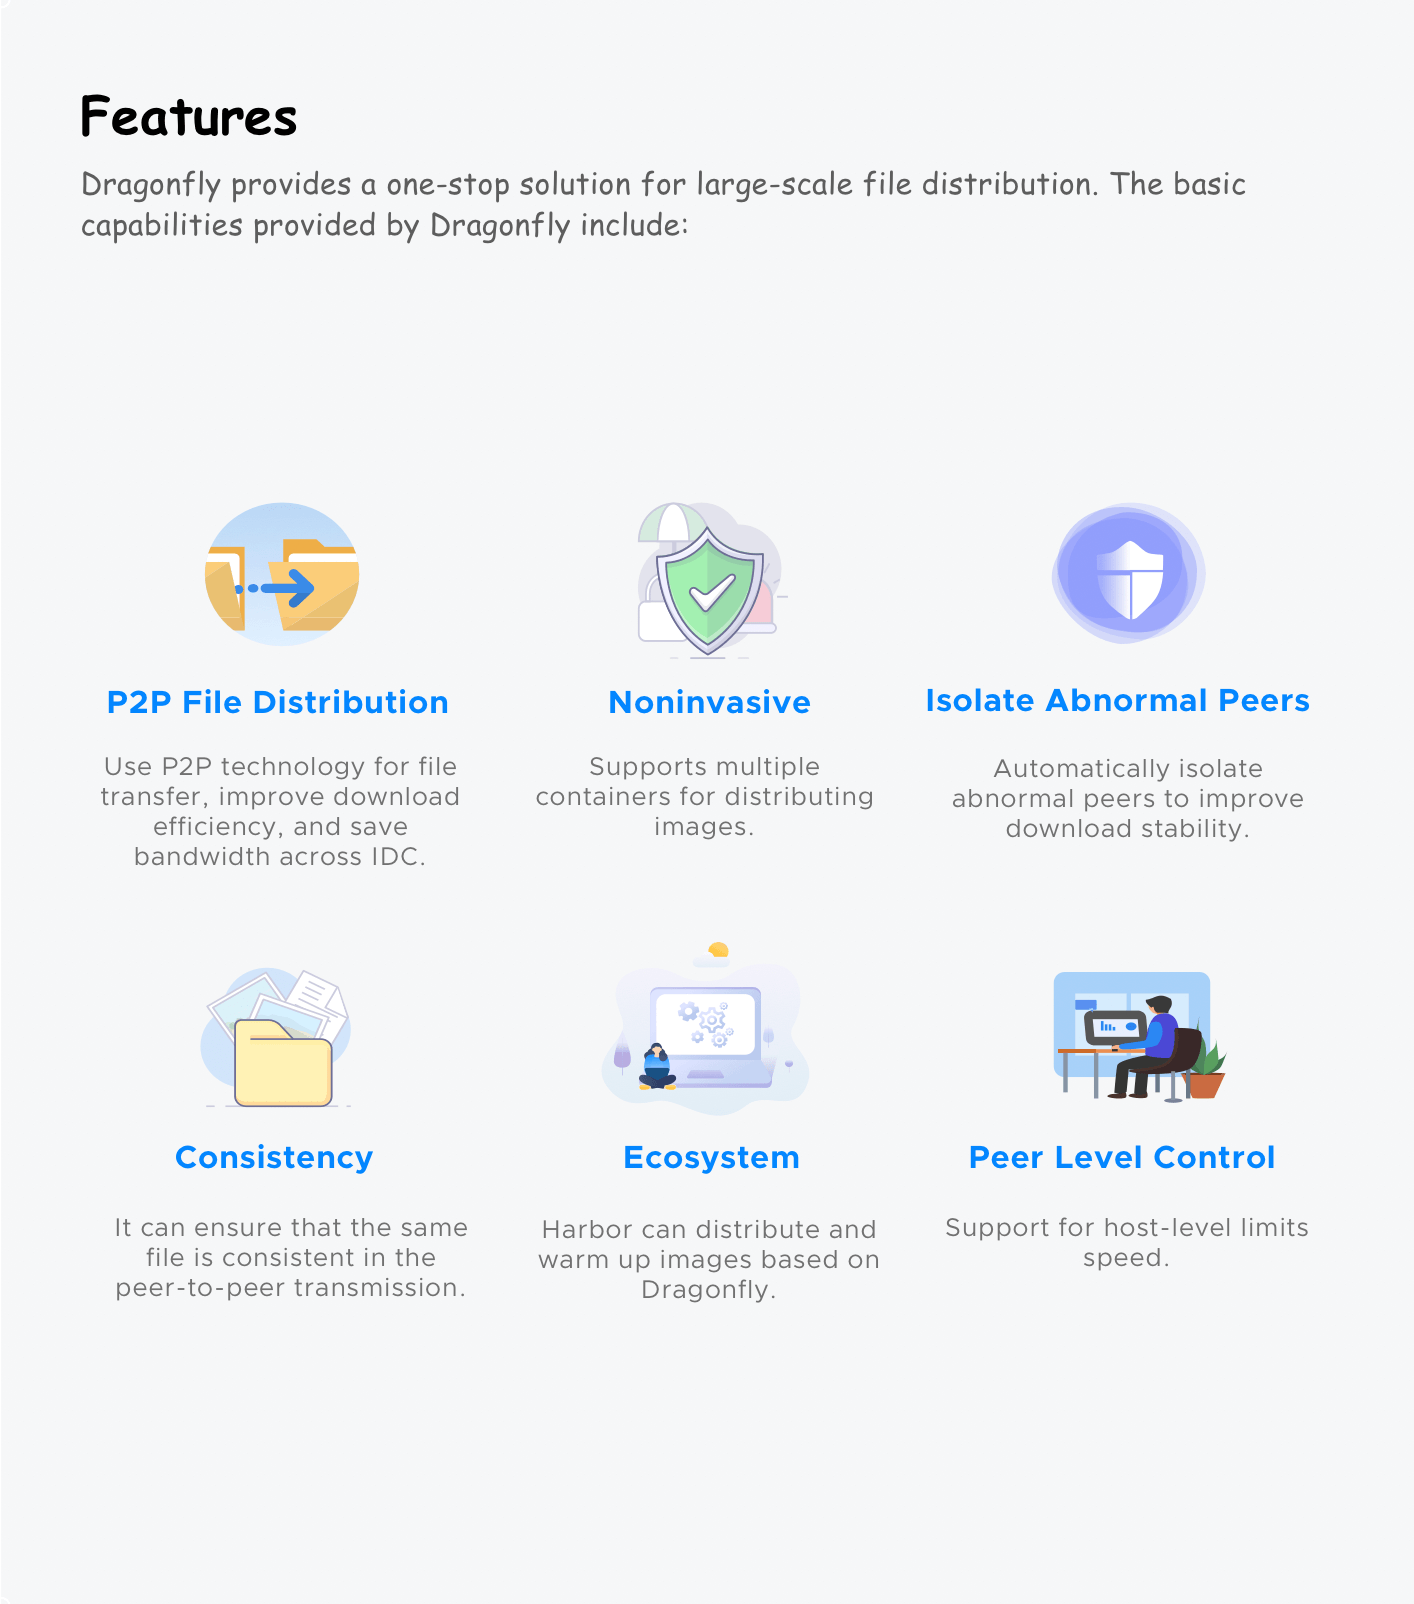 Features
Dragonfly provides a one-stop solution for large-scale file distribution. The basic
capabilities provided by Dragonfly include:
P2P File Distribution
Use P2P technology for file
transfer, improve download
efficiency, and save
bandwidth across IDC.
Noninvasive
Supports multiple
containers for distributing
images.
Isolate Abnormal Peers
Automatically isolate
abnormal peers to improve
download stability.
Consistency
It can ensure that the same
file is consistent in the
peer-to-peer transmission.
Ecosystem
Harbor can distribute and
warm up images based on
Dragonfly.
Peer Level Control
Support for host-level limits
speed.